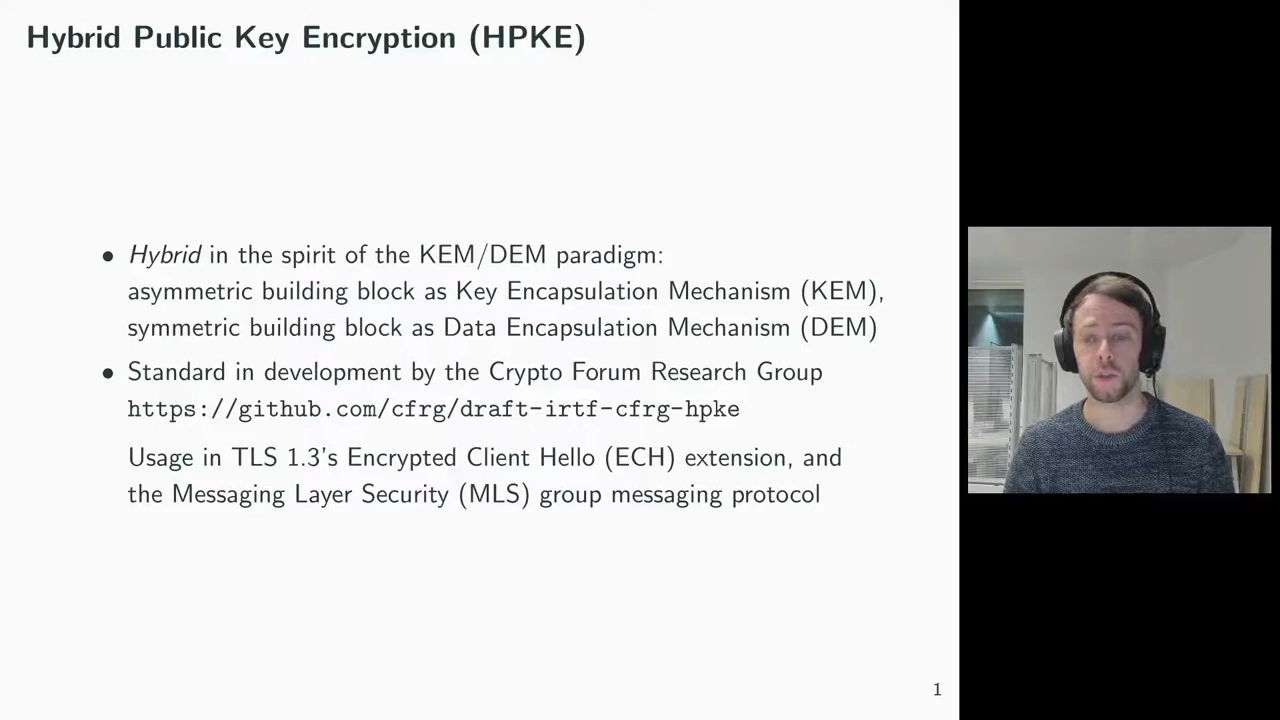 Hybrid Public Key Encryption (HPKE)
• Hybrid in the spirit of the KEM/DEM paradigm:
asymmetric building block as Key Encapsulation Mechanism (KEM),
symmetric building block as Data Encapsulation Mechanism (DEM)
• Standard in development by the Crypto Forum Research Group
https://github.com/cfrg/draft-irtf-cfrg-hpke
Usage in TLS 1.3's Encrypted Client Hello (ECH) extension, and
the Messaging Layer Security (MLS) group messaging protocol
1